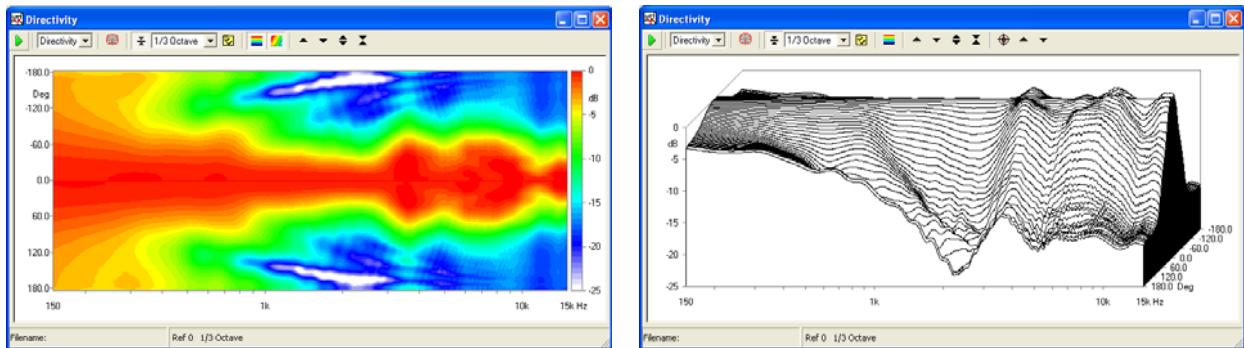 Directivity
Directivity 1/3 Octave
-180.0
Deg
-120.0
-60.0
0.0
60.0
120.0
180.0
150 1k 10k 15k Hz
0
dB
-5
-10
-15
-20
-25
Filename: Ref 0 1/3 Octave
Directivity
Directivity 1/3 Octave
0
dB
-5
-10
-15
-20
-25
150 1k 10k 15k Hz
-180.0
-120.0
-60.0
0.0
60.0
120.0
180.0 Deg
Filename: Ref 0 1/3 Octave